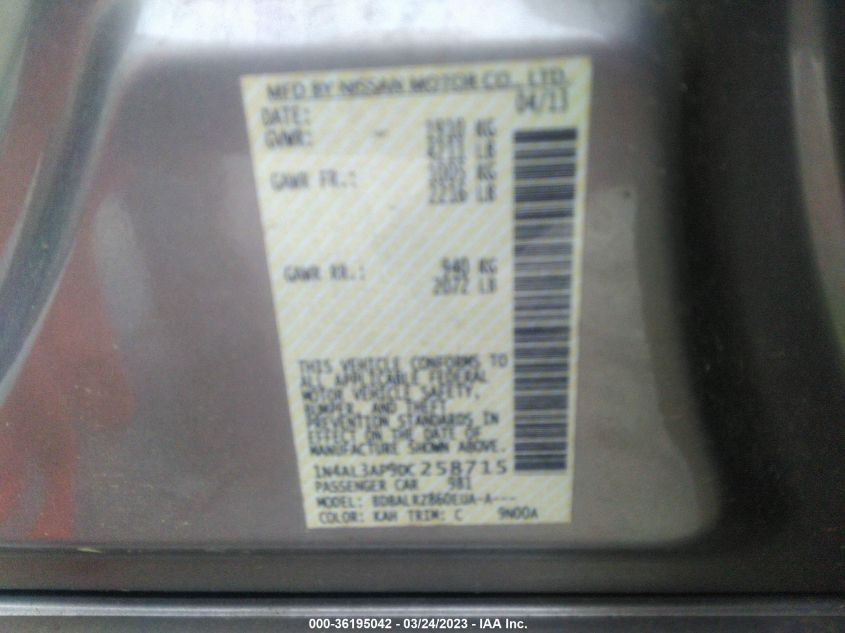 MFD BY NISSAN MOTOR CO., LTD.
DATE: 04/13
GVWR: 1910 KG
4211 LB
GAWR FR.: 1005 KG
2216 LB
GAWR RR.: 940 KG
2072 LB
THIS VEHICLE CONFORMS TO
ALL APPLICABLE FEDERAL
MOTOR VEHICLE SAFETY,
BUMPER, AND THEFT
PREVENTION STANDARDS IN
EFFECT ON THE DATE OF
MANUFACTURE SHOWN ABOVE.
1N4AL3AP9DC258715
PASSENGER CAR 981
MODEL: BDBALRZ860EUA-A---
COLOR: KAH TRIM: C 9N00A
000-36195042 - 03/24/2023 - IAA Inc.